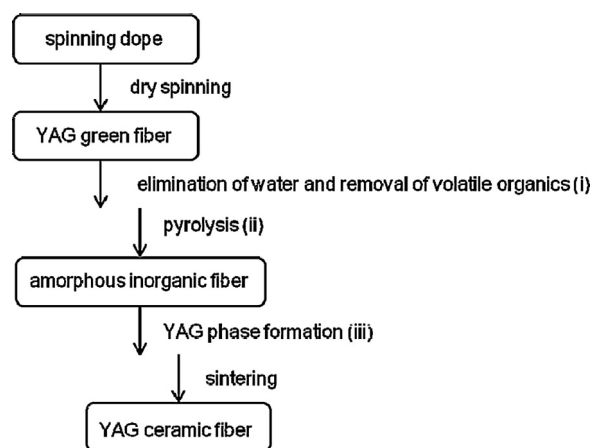 spinning dope
dry spinning
YAG green fiber
elimination of water and removal of volatile organics (i)
pyrolysis (ii)
amorphous inorganic fiber
YAG phase formation (iii)
sintering
YAG ceramic fiber